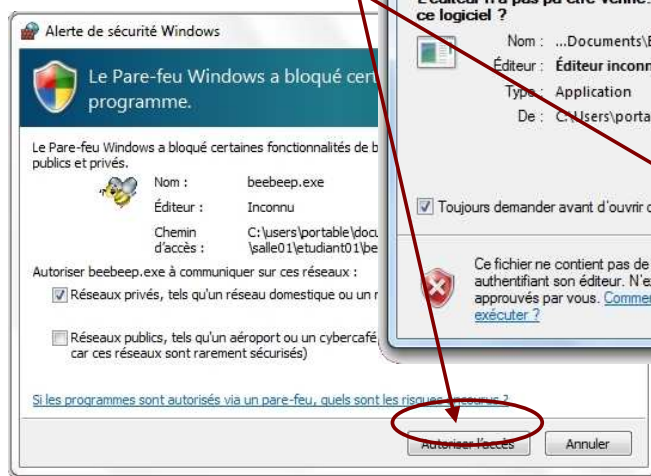 Alerte de sécurité Windows
Le Pare-feu Windows a bloqué
programme.
Le Pare-feu Windows a bloqué certaines fonctionnalités de
publics et privés.
Nom : beebeep.exe
Éditeur : Inconnu
Chemin d'accès : C:\users\portable\docu
\salle01\etudiant01\be
Autoriser beebeep.exe à communiquer sur ces réseaux :
Réseaux privés, tels qu'un réseau domestique ou un
Réseaux publics, tels qu'un aéroport ou un cybercafé
car ces réseaux sont rarement sécurisés)
Si les programmes sont autorisés via un pare-feu, quels sont les risques encourus ?
Autoriser l'accès Annuler
ce logiciel ?
Nom : ...Documents\
Éditeur : Éditeur inconn
Type : Application
De : C:\Users\porta
Toujours demander avant d'ouvrir
Ce fichier ne contient pas de
authentifiant son éditeur. N'ex
approuvés par vous. Commen
exécuter ?